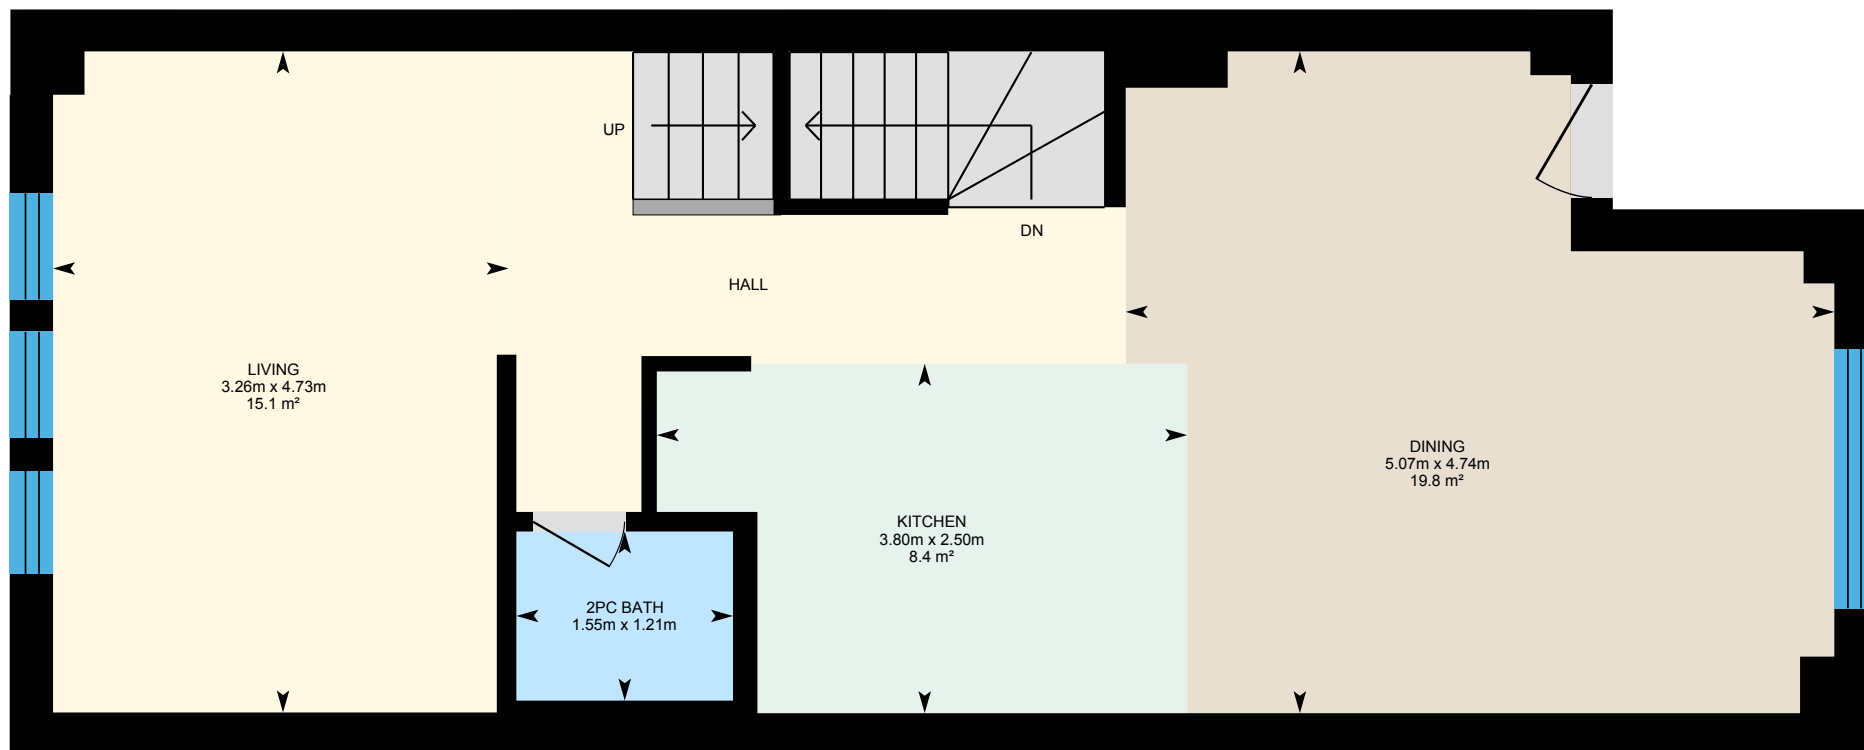 UP
DN
HALL
LIVING
3.26m x 4.73m
15.1 m²
DINING
5.07m x 4.74m
19.8 m²
KITCHEN
3.80m x 2.50m
8.4 m²
2PC BATH
1.55m x 1.21m